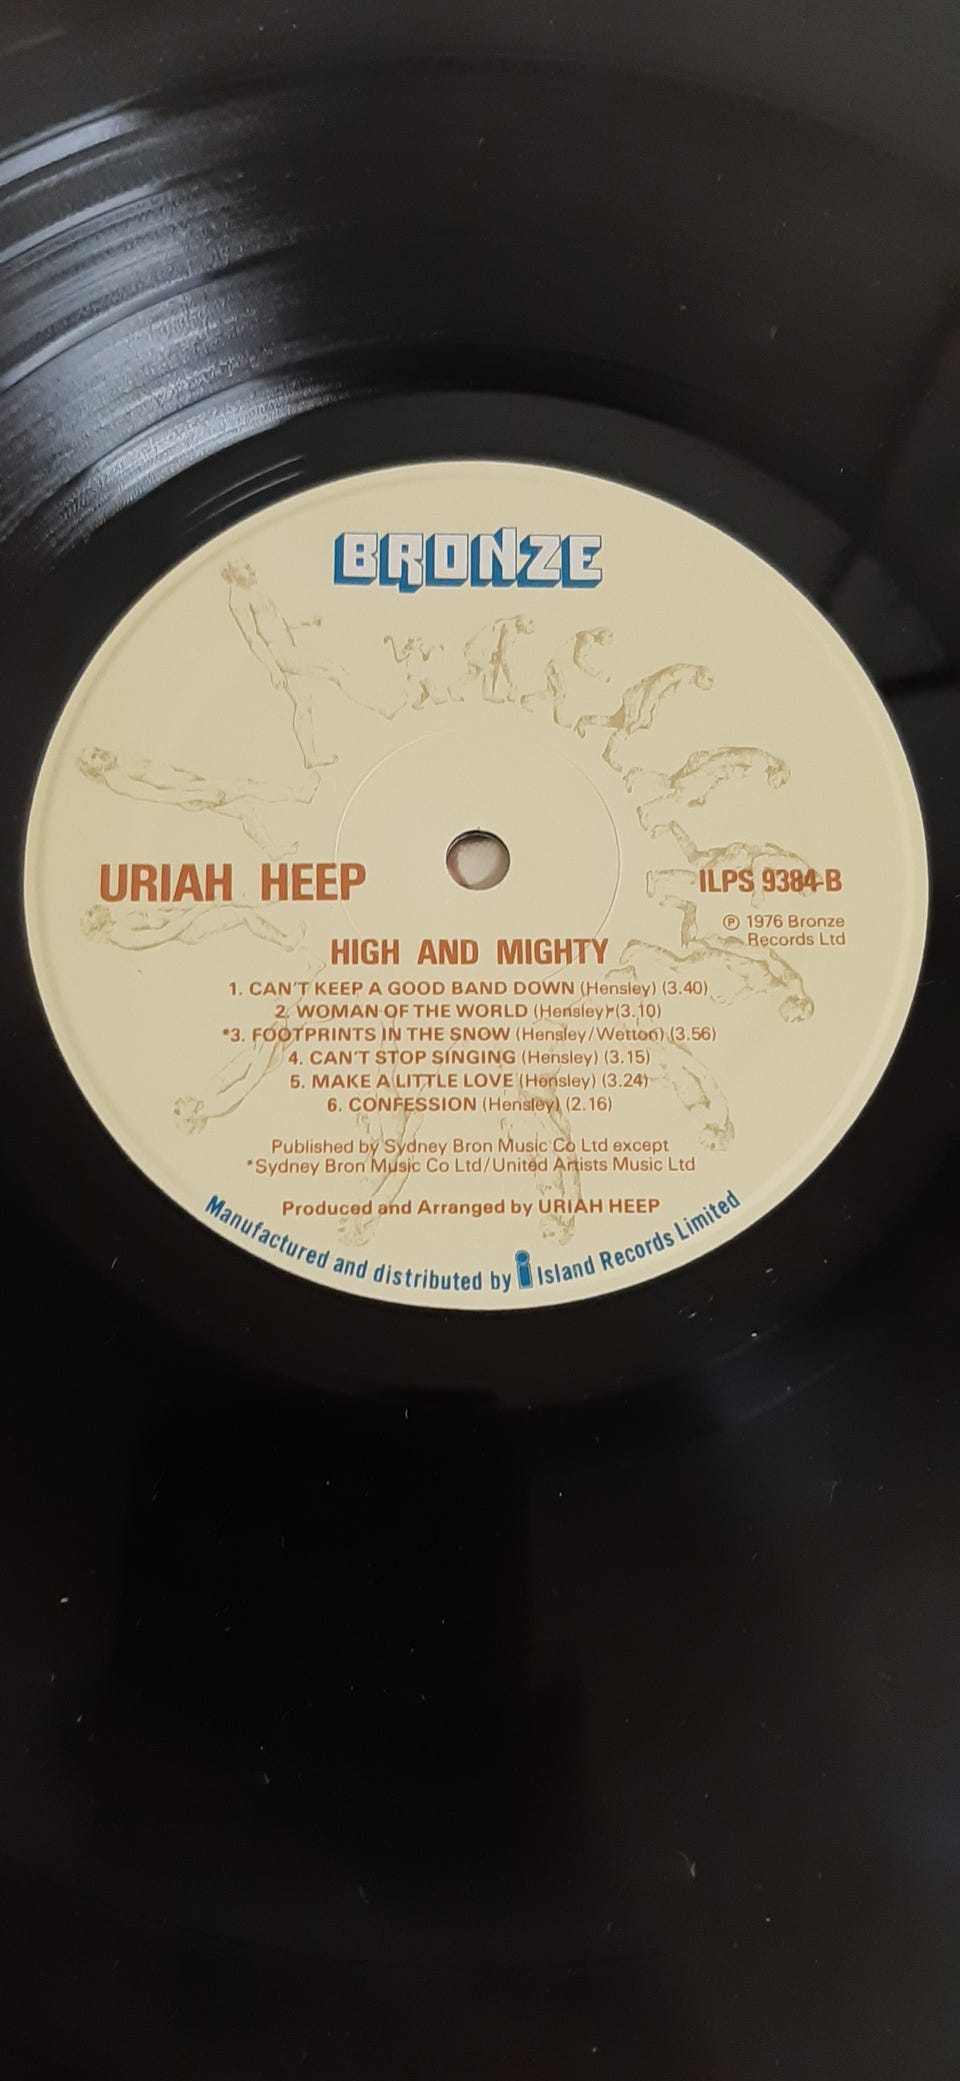 BRONZE
URIAH HEEP
ILPS 9384-B
℗ 1976 Bronze
Records Ltd
HIGH AND MIGHTY
1. CAN'T KEEP A GOOD BAND DOWN (Hensley) (3.40)
2. WOMAN OF THE WORLD (Hensley) (3.10)
*3. FOOTPRINTS IN THE SNOW (Hensley/Wetton) (3.56)
4. CAN'T STOP SINGING (Hensley) (3.15)
5. MAKE A LITTLE LOVE (Hensley) (3.24)
6. CONFESSION (Hensley) (2.16)
Published by Sydney Bron Music Co Ltd except
*Sydney Bron Music Co Ltd/United Artists Music Ltd
Produced and Arranged by URIAH HEEP
Manufactured and distributed by i Island Records Limited